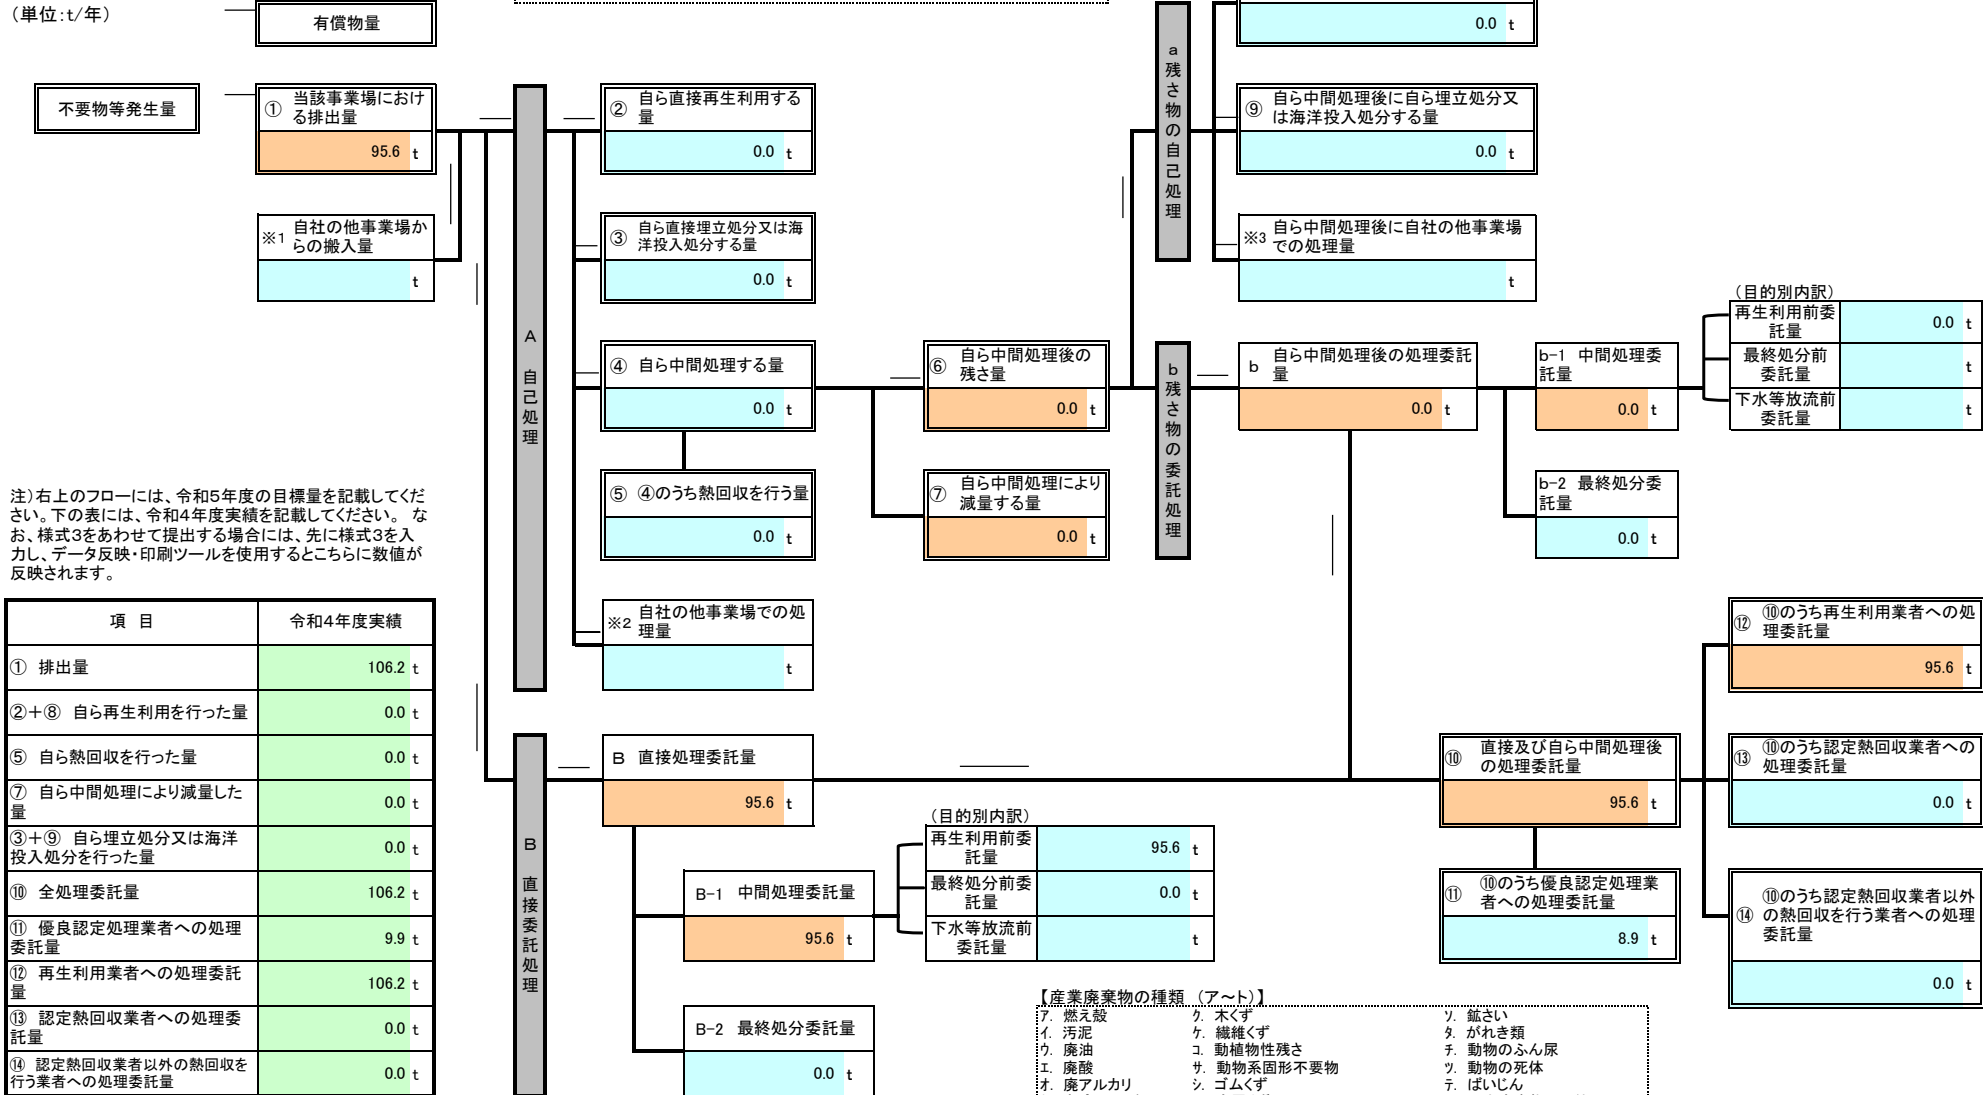 （単位:t/年）
有償物量
0.0 t
不要物等発生量
① 当該事業場におけ
る排出量
95.6 t
※1 自社の他事業場か
らの搬入量
t
A 自己処理
② 自ら直接再生利用する
量
0.0 t
③ 自ら直接埋立処分又は海
洋投入処分する量
0.0 t
④ 自ら中間処理する量
0.0 t
⑤ ④のうち熱回収を行う量
0.0 t
※2 自社の他事業場での処
理量
t
⑥ 自ら中間処理後の
残さ量
0.0 t
⑦ 自ら中間処理により
減量する量
0.0 t
a 残さ物の自己処理
⑨ 自ら中間処理後に自ら埋立処分又
は海洋投入処分する量
0.0 t
※3 自ら中間処理後に自社の他事業場
での処理量
t
b 残さ物の委託処理
b 自ら中間処理後の処理委託
量
0.0 t
b-1 中間処理委
託量
0.0 t
b-2 最終処分委
託量
0.0 t
（目的別内訳）
再生利用前委
託量
0.0 t
最終処分前
委託量
t
下水等放流前
委託量
t
注）右上のフローには、令和5年度の目標量を記載してくだ
さい。下の表には、令和4年度実績を記載してください。 な
お、様式3をあわせて提出する場合には、先に様式3を入
力し、データ反映・印刷ツールを使用するとこちらに数値が
反映されます。
項 目 令和4年度実績
① 排出量 106.2 t
②＋⑧ 自ら再生利用を行った量 0.0 t
⑤ 自ら熱回収を行った量 0.0 t
⑦ 自ら中間処理により減量した
量 0.0 t
③＋⑨ 自ら埋立処分又は海洋
投入処分を行った量 0.0 t
⑩ 全処理委託量 106.2 t
⑪ 優良認定処理業者への処理
委託量 9.9 t
⑫ 再生利用業者への処理委託
量 106.2 t
⑬ 認定熱回収業者への処理委
託量 0.0 t
⑭ 認定熱回収業者以外の熱回収を
行う業者への処理委託量 0.0 t
B 直接委託処理
B 直接処理委託量
95.6 t
B-1 中間処理委託量
95.6 t
B-2 最終処分委託量
0.0 t
（目的別内訳）
再生利用前委
託量
95.6 t
最終処分前委
託量
0.0 t
下水等放流前
委託量
t
⑩ 直接及び自ら中間処理後
の処理委託量
95.6 t
⑪ ⑩のうち優良認定処理業
者への処理委託量
8.9 t
⑫ ⑩のうち再生利用業者への処
理委託量
95.6 t
⑬ ⑩のうち認定熱回収業者への
処理委託量
0.0 t
⑭ ⑩のうち認定熱回収業者以外
の熱回収を行う業者への処理
委託量
0.0 t
【産業廃棄物の種類 （ア～ト）】
ア. 燃え殻 ク. 木くず ソ. 鉱さい
イ. 汚泥 ケ. 繊維くず タ. がれき類
ウ. 廃油 コ. 動植物性残さ チ. 動物のふん尿
エ. 廃酸 サ. 動物系固形不要物 ツ. 動物の死体
オ. 廃アルカリ シ. ゴムくず テ. ばいじん